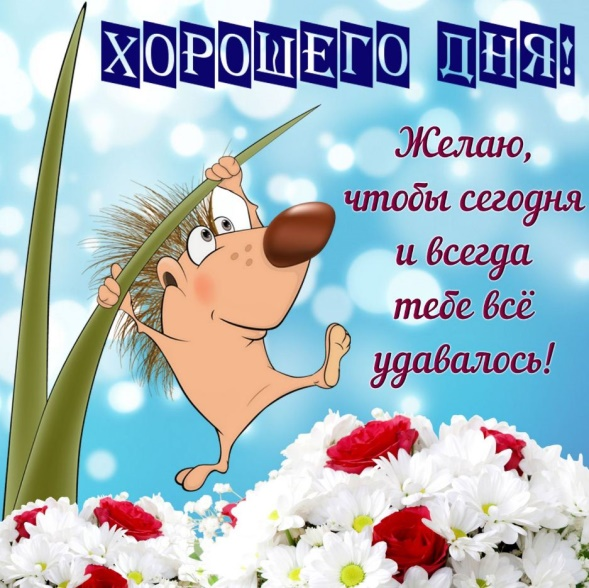 ХОРОШЕГО ДНЯ!
Желаю,
чтобы сегодня
и всегда
тебе всё
удавалось!